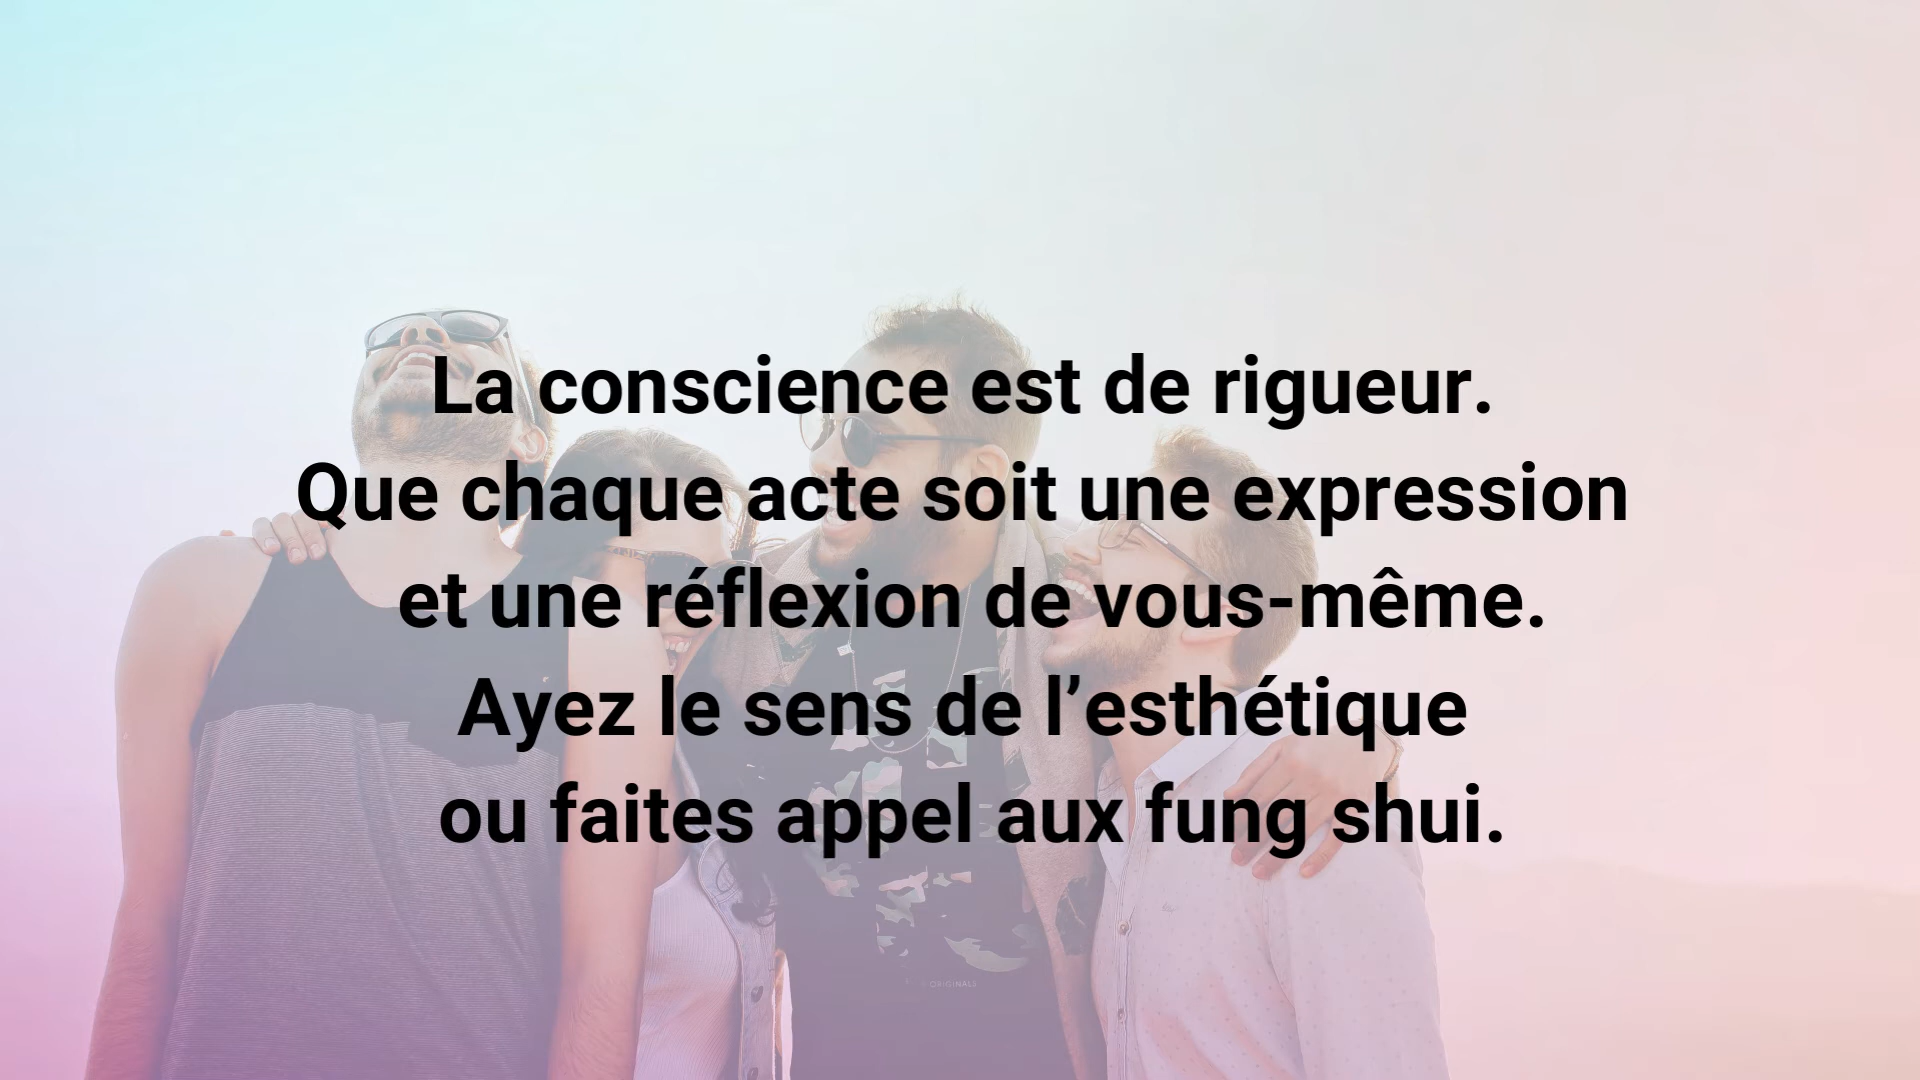 La conscience est de rigueur.
Que chaque acte soit une expression
et une réflexion de vous-même.
Ayez le sens de l’esthétique
ou faites appel aux fung shui.
ORIGINALS